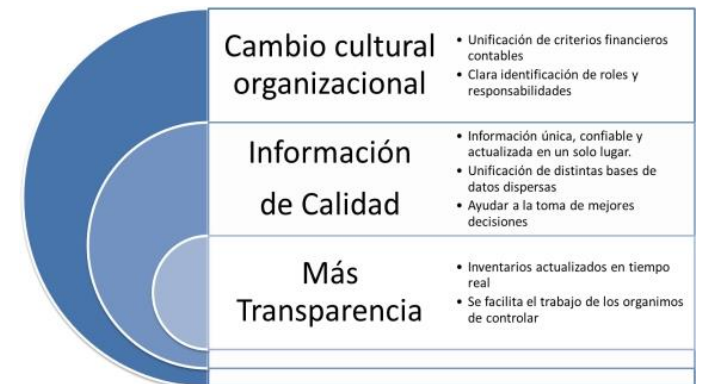 Cambio cultural
organizacional
• Unificación de criterios financieros
contables
• Clara identificación de roles y
responsabilidades
Información
de Calidad
• Información única, confiable y
actualizada en un solo lugar.
• Unificación de distintas bases de
datos dispersas
• Ayudar a la toma de mejores
decisiones
Más
Transparencia
• Inventarios actualizados en tiempo
real
• Se facilita el trabajo de los organimos
de controlar